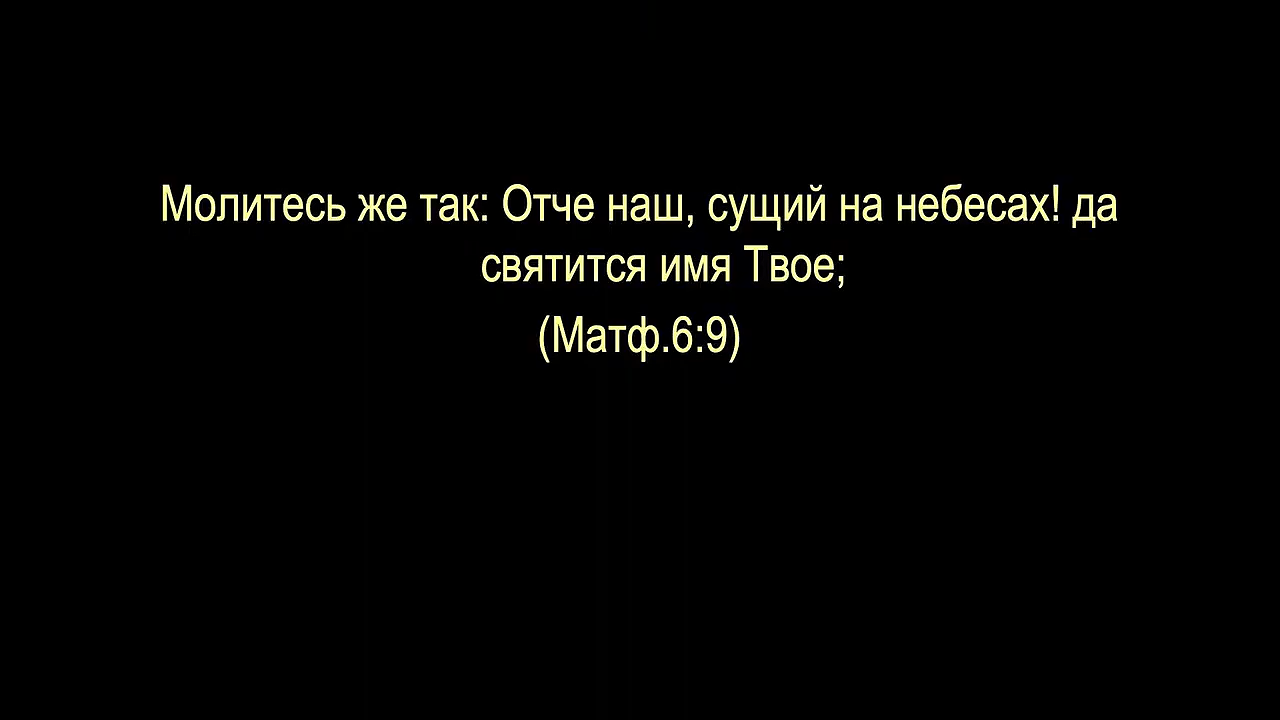 Молитесь же так: Отче наш, сущий на небесах! да
святится имя Твое;
(Матф.6:9)